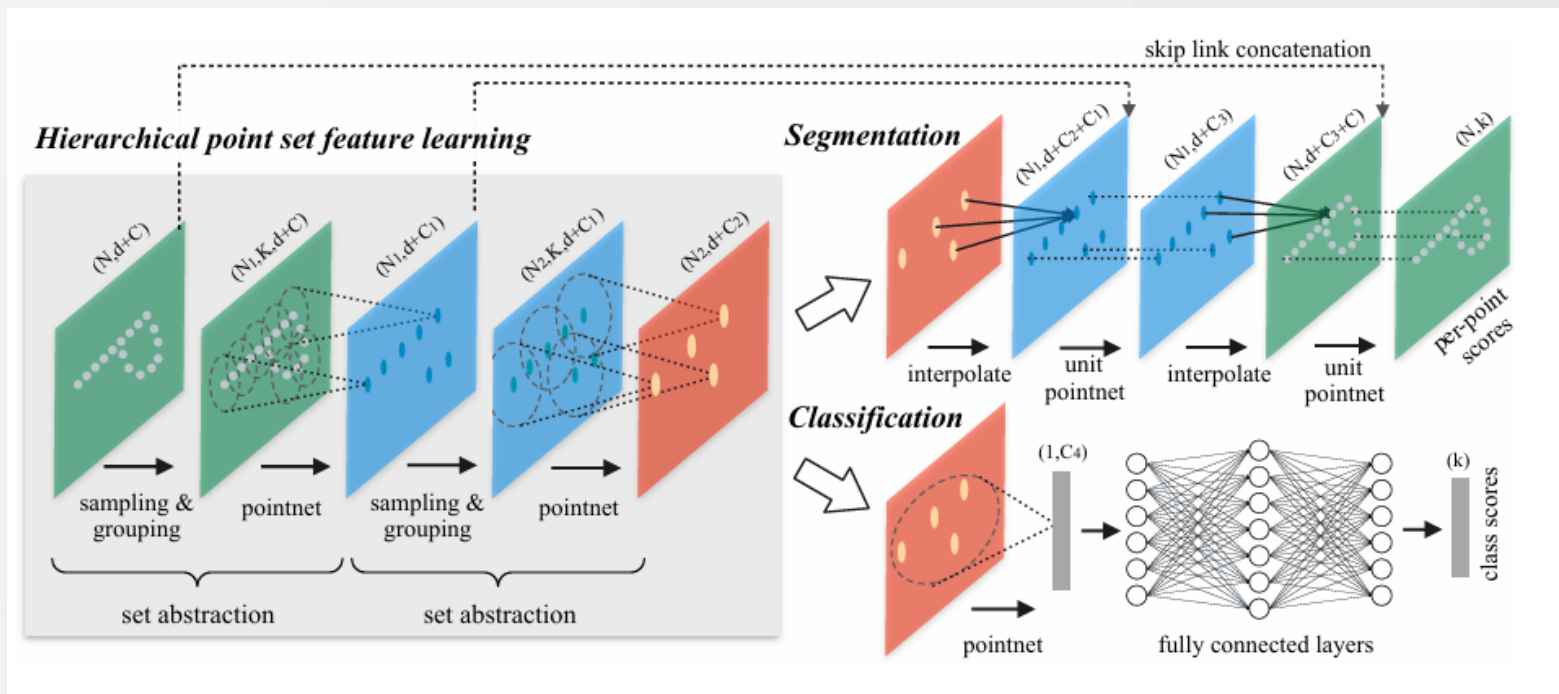 skip link concatenation
Hierarchical point set feature learning
(N,d+C)
(N1,K,d+C)
(N1,d+C1)
(N2,K,d+C1)
(N2,d+C2)
sampling &
grouping
pointnet
sampling &
grouping
pointnet
set abstraction
set abstraction
Segmentation
(N1,d+C2+C1)
(N1,d+C3)
(N,d+C3+C)
(N,k)
interpolate
unit
pointnet
interpolate
unit
pointnet
per-point
scores
Classification
(1,C4)
(k)
class scores
pointnet
fully connected layers